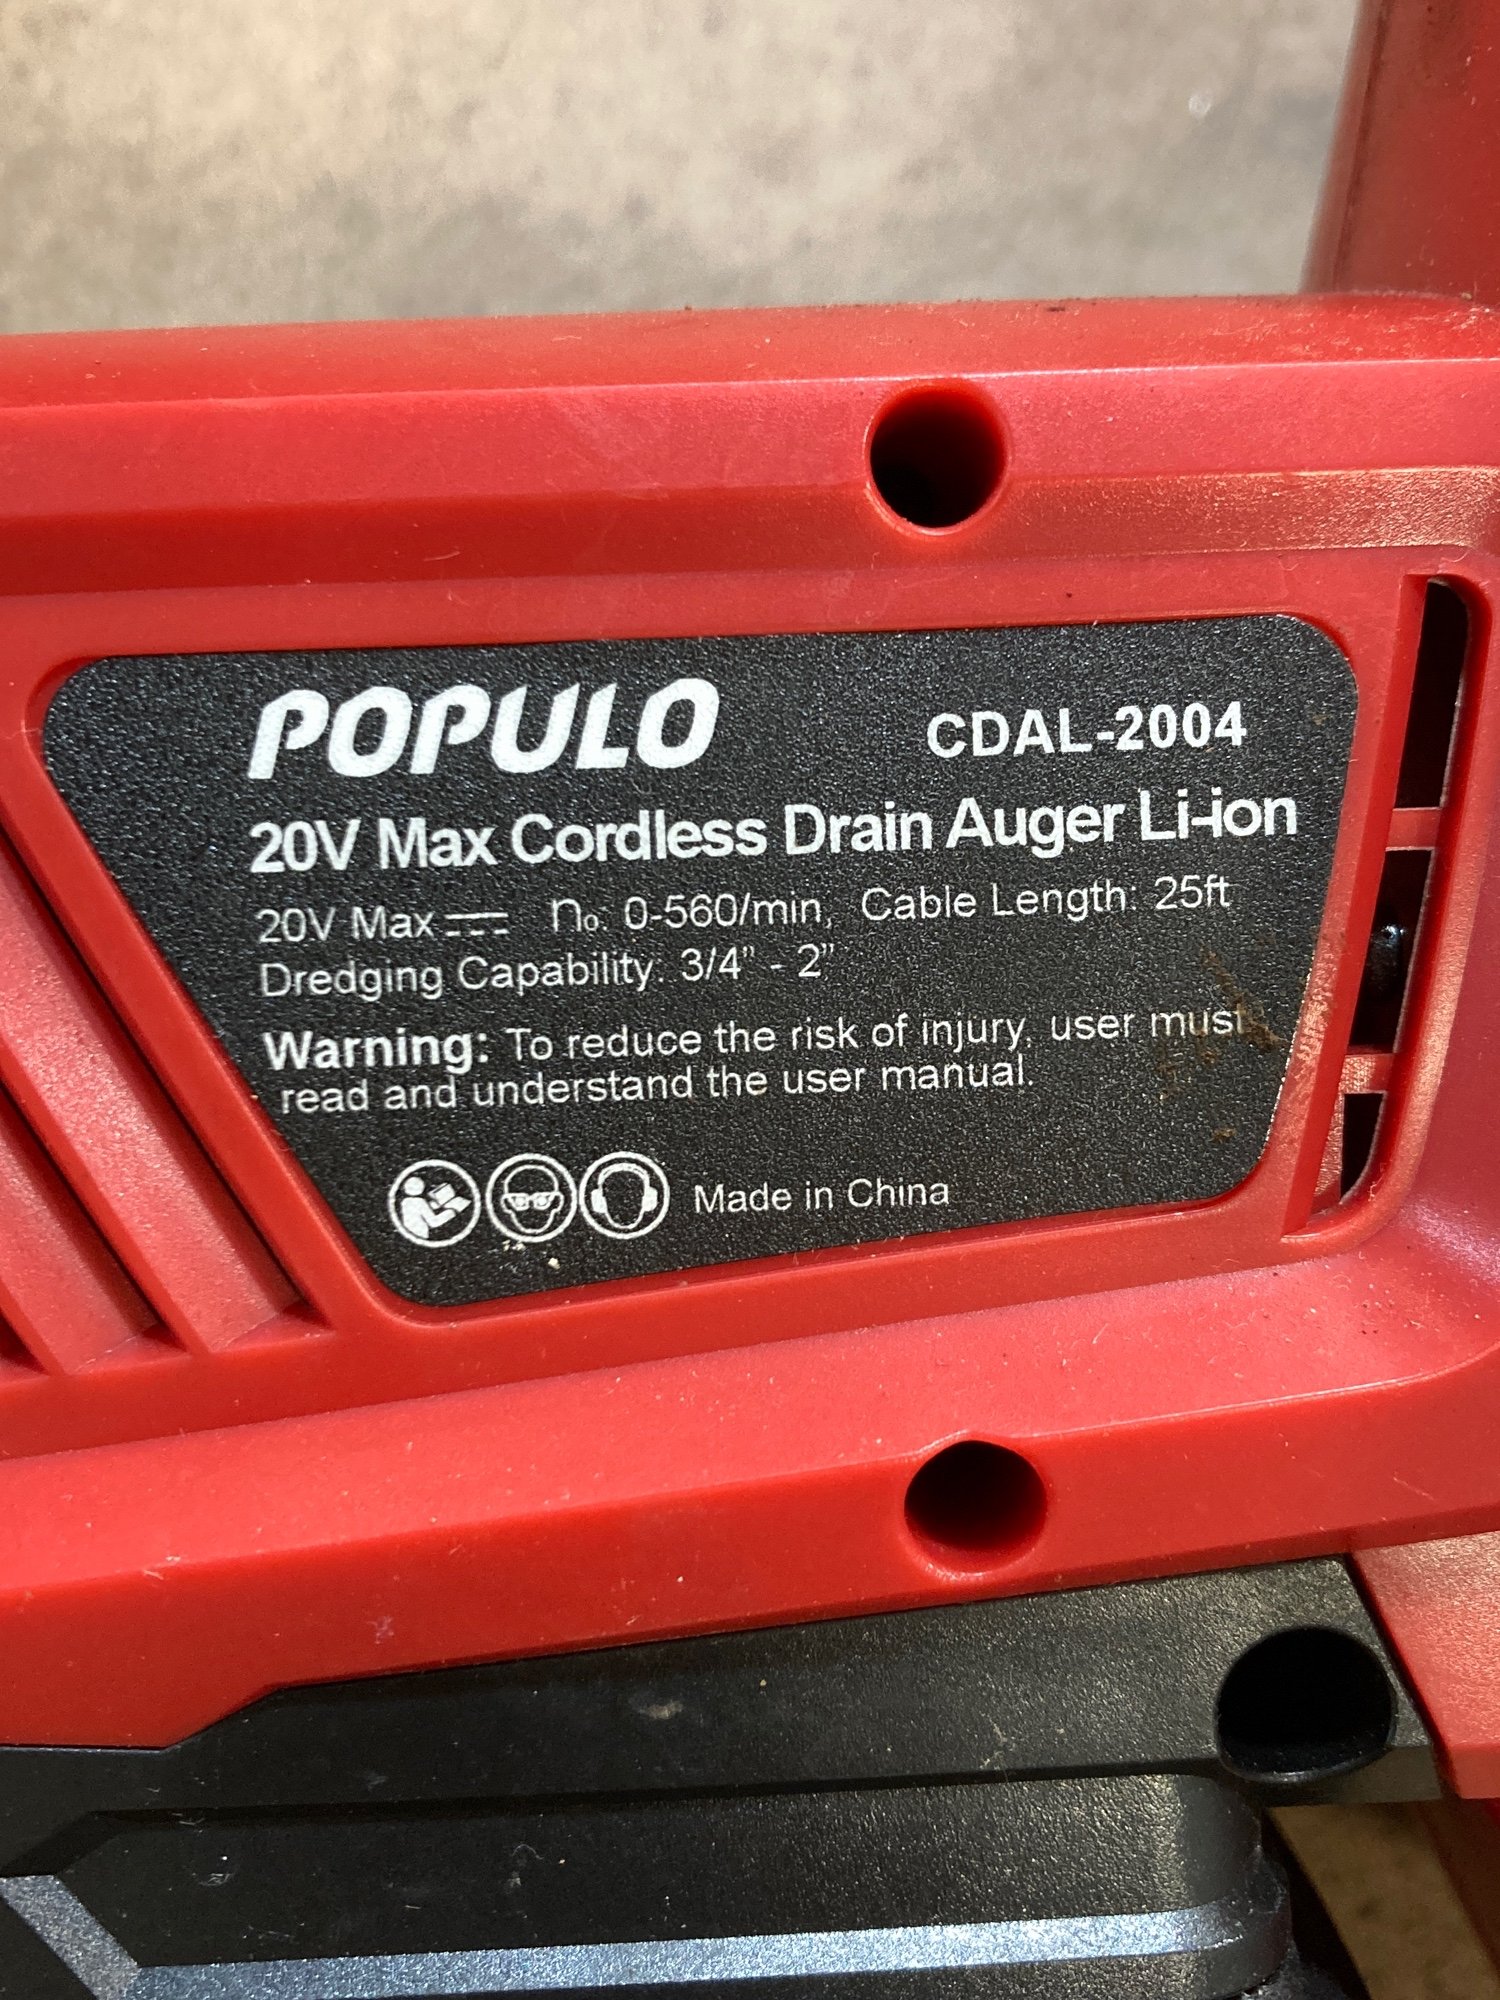 POPULO CDAL-2004
20V Max Cordless Drain Auger Li-ion
20V Max n₀: 0-560/min, Cable Length: 25ft
Dredging Capability: 3/4" - 2"
Warning: To reduce the risk of injury, user must
read and understand the user manual.
Made in China